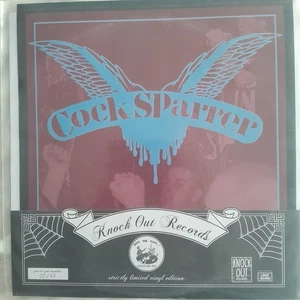 Cock SParrer
Knock Out Records
strictly limited vinyl edition
KNOCK
OUT